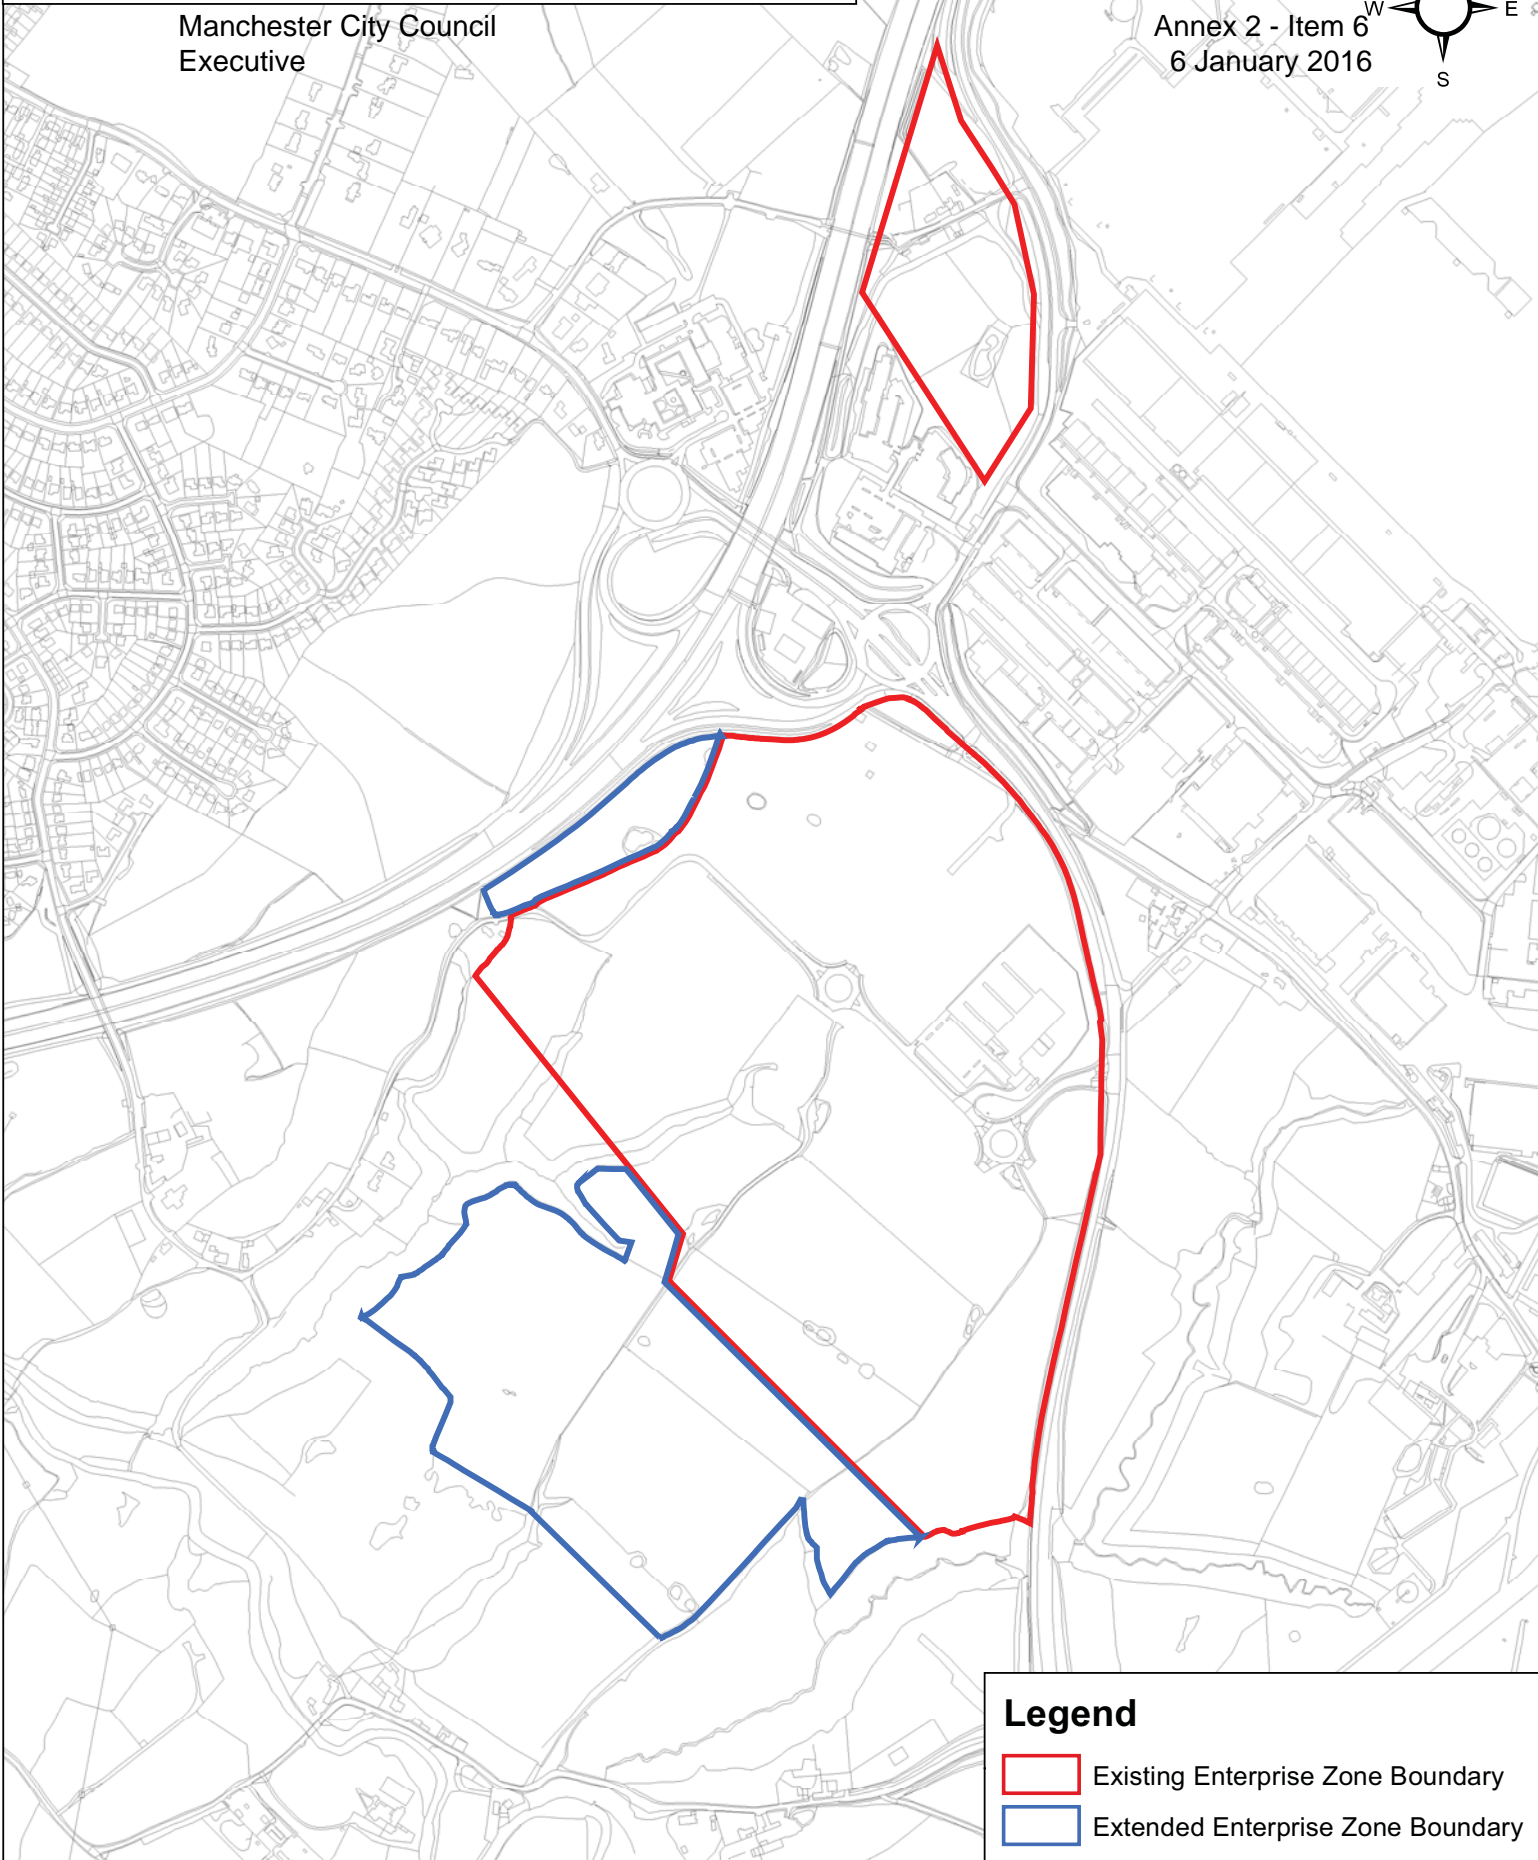 Manchester City Council
Executive
Annex 2 - Item 6
6 January 2016
W
E
S
Legend
Existing Enterprise Zone Boundary
Extended Enterprise Zone Boundary